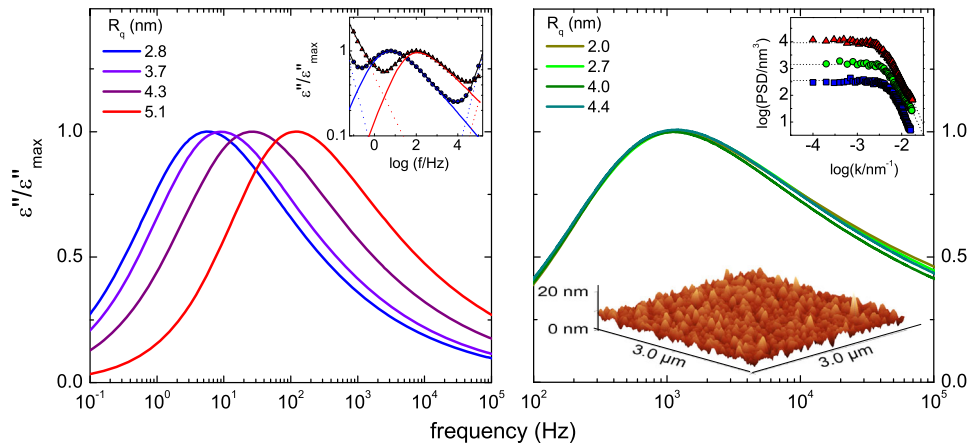 R_q (nm)
2.8
3.7
4.3
5.1
ε''/ε''_max
1.0
0.5
0.0
10^-1 10^0 10^1 10^2 10^3 10^4 10^5
ε''/ε''_max
1
0.1
0 2 4
log (f/Hz)
R_q (nm)
2.0
2.7
4.0
4.4
log(PSD/nm^3)
4
3
2
1
-4 -3 -2 -1
log(k/nm^-1)
1.0
0.5
0.0
20 nm
0 nm
3.0 μm
3.0 μm
10^2 10^3 10^4 10^5
frequency (Hz)